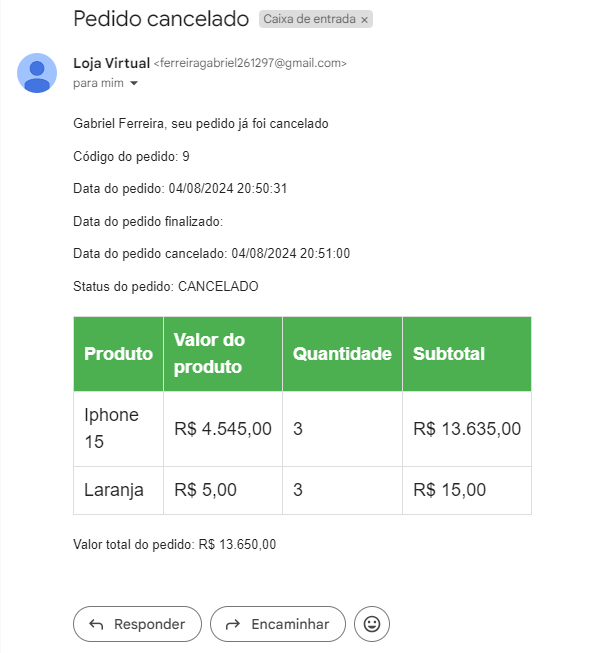 Pedido cancelado Caixa de entrada ×
Loja Virtual <ferreiragabriel261297@gmail.com>
para mim
Gabriel Ferreira, seu pedido já foi cancelado
Código do pedido: 9
Data do pedido: 04/08/2024 20:50:31
Data do pedido finalizado:
Data do pedido cancelado: 04/08/2024 20:51:00
Status do pedido: CANCELADO
Produto Valor do produto Quantidade Subtotal
Iphone 15 R$ 4.545,00 3 R$ 13.635,00
Laranja R$ 5,00 3 R$ 15,00
Valor total do pedido: R$ 13.650,00
Responder Encaminhar